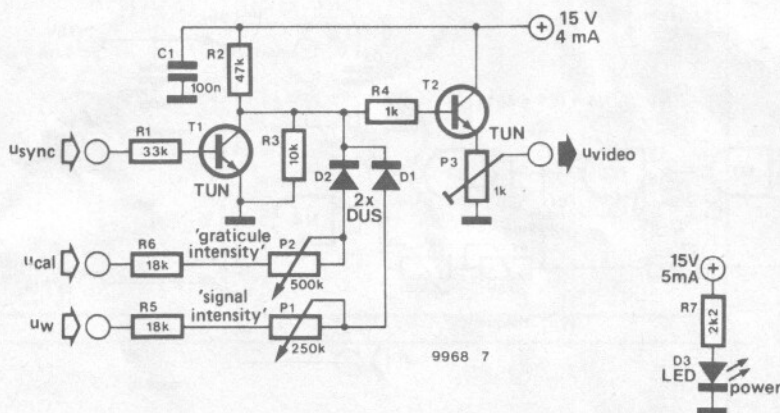 15 V
4 mA
C1
100n
R2
47k
R4
1k
T2
TUN
R1
33k
T1
TUN
R3
10k
usync
D2
D1
2x
DUS
P3
1k
uvideo
ucal
R6
18k
'graticule
intensity'
P2
500k
uw
R5
18k
'signal
intensity'
P1
250k
9968 7
15V
5mA
R7
2k2
D3
LED
power